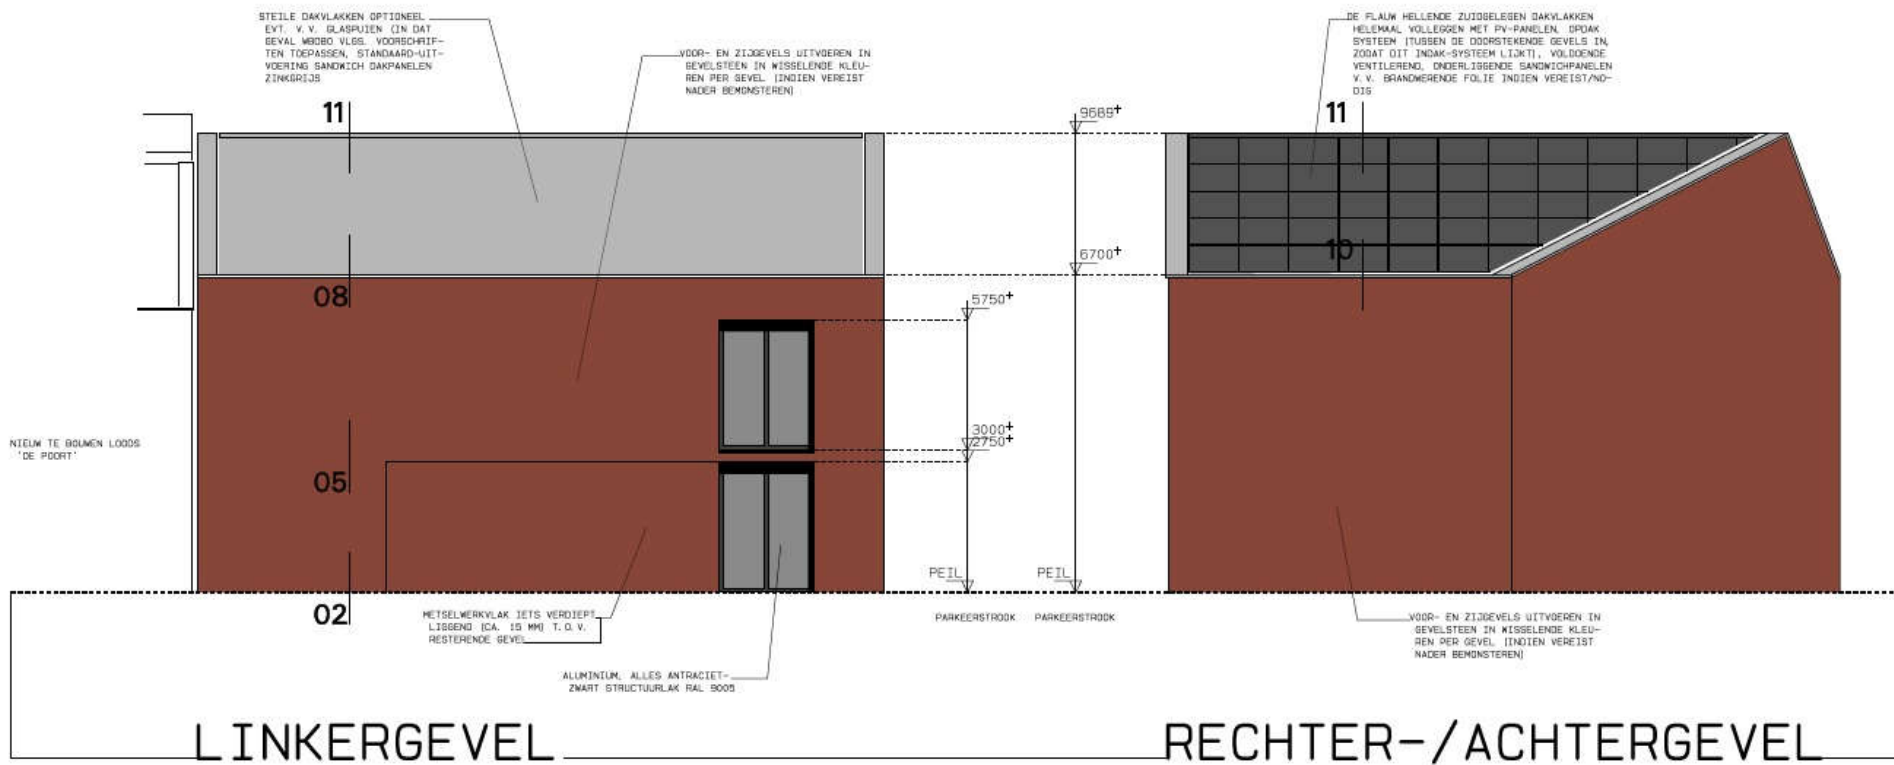 STEILE DAKVLAKKEN OPTIONEEL
EVT. V.V. GLASPUIEN (IN DAT
GEVAL WBDBO VLGS. VOORSCHRIF-
TEN TOEPASSEN, STANDAARD-UIT-
VOERING SANDWICH DAKPANELEN
ZINKGRIJS
VOOR- EN ZIJGEVELS UITVOEREN IN
GEVELSTEEN IN WISSELENDE KLEU-
REN PER GEVEL (INDIEN VEREIST
NADER BEMONSTEREN)
DE FLAUW HELLENDE ZUIDGELEGEN DAKVLAKKEN
HELEMAAL VOLLEGGEN MET PV-PANELEN, OPDAK
SYSTEEM (TUSSEN DE DOORSTEKENDE GEVELS IN,
ZODAT DIT INDAK-SYSTEEM LIJKT), VOLDOENDE
VENTILEREND, ONDERLIGGENDE SANDWICHPANELEN
V.V. BRANDWERENDE FOLIE INDIEN VEREIST/NO-
DIG
11
11
9689+
6700+
10
08
5750+
3000+
2750+
NIEUW TE BOUWEN LOODS
'DE POORT'
05
PEIL
PEIL
02
METSELWERKVLAK IETS VERDIEPT
LIGGEND (CA. 15 MM) T.O.V.
RESTERENDE GEVEL
PARKEERSTROOK
PARKEERSTROOK
VOOR- EN ZIJGEVELS UITVOEREN IN
GEVELSTEEN IN WISSELENDE KLEU-
REN PER GEVEL (INDIEN VEREIST
NADER BEMONSTEREN)
ALUMINIUM, ALLES ANTRACIET-
ZWART STRUCTUURLAK RAL 9005
LINKERGEVEL
RECHTER-/ACHTERGEVEL